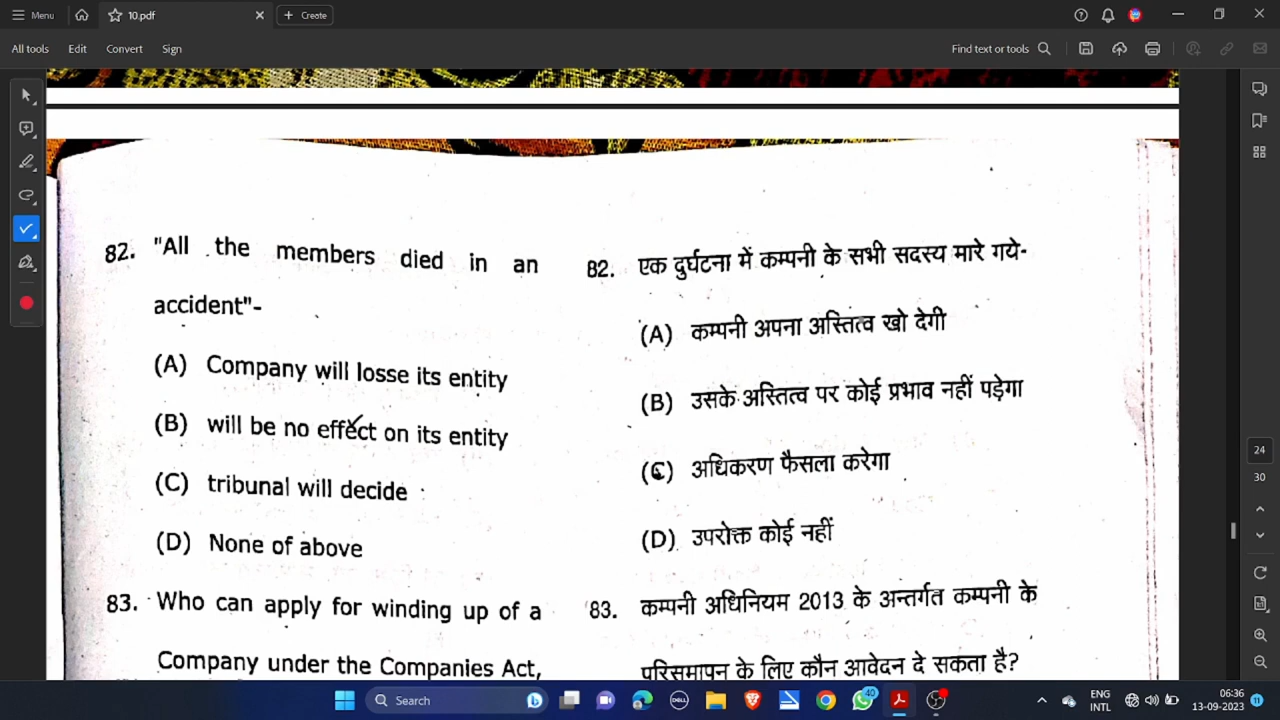 Menu
10.pdf
Create
All tools
Edit
Convert
Sign
Find text or tools
82. "All the members died in an
accident"-
(A) Company will losse its entity
(B) will be no effect on its entity
(C) tribunal will decide
(D) None of above
83. Who can apply for winding up of a
Company under the Companies Act,
82. एक दुर्घटना में कम्पनी के सभी सदस्य मारे गये-
(A) कम्पनी अपना अस्तित्व खो देगी
(B) उसके अस्तित्व पर कोई प्रभाव नहीं पड़ेगा
(C) अधिकरण फैसला करेगा
(D) उपरोक्त कोई नहीं
83. कम्पनी अधिनियम 2013 के अन्तर्गत कम्पनी के
परिसमापन के लिए कौन आवेदन दे सकता है?
24
30
Search
DELL
40
ENG
INTL
06:36
13-09-2023